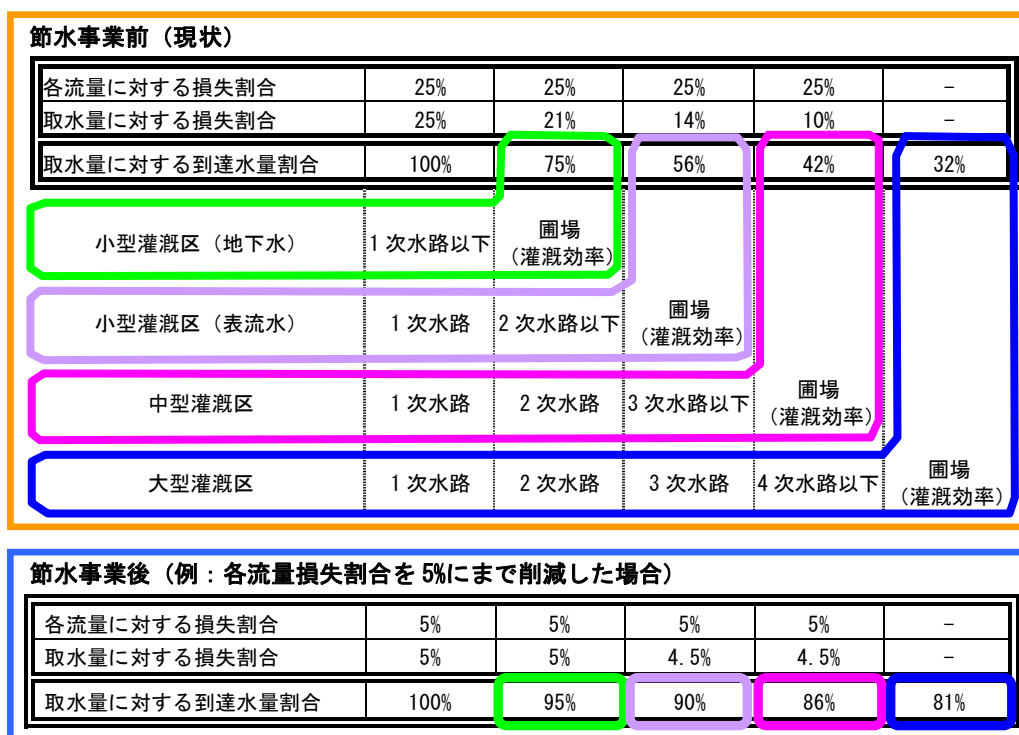 節水事業前（現状）
各流量に対する損失割合 25% 25% 25% 25% −
取水量に対する損失割合 25% 21% 14% 10% −
取水量に対する到達水量割合 100% 75% 56% 42% 32%
小型灌漑区（地下水） 1次水路以下 圃場
（灌漑効率）
小型灌漑区（表流水） 1次水路 2次水路以下 圃場
（灌漑効率）
中型灌漑区 1次水路 2次水路 3次水路以下 圃場
（灌漑効率）
大型灌漑区 1次水路 2次水路 3次水路 4次水路以下 圃場
（灌漑効率）
節水事業後（例：各流量損失割合を5%にまで削減した場合）
各流量に対する損失割合 5% 5% 5% 5% −
取水量に対する損失割合 5% 5% 4.5% 4.5% −
取水量に対する到達水量割合 100% 95% 90% 86% 81%